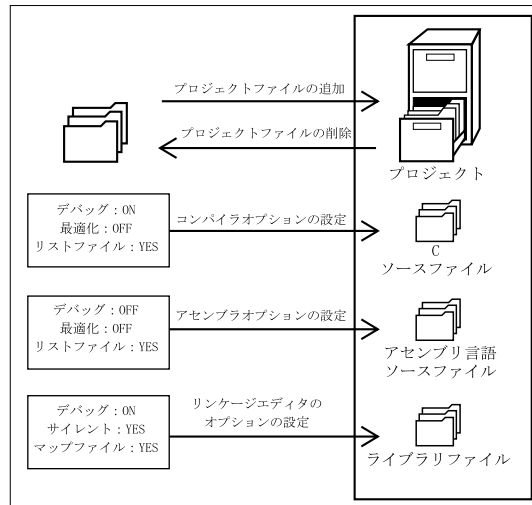 プロジェクトファイルの追加
プロジェクトファイルの削除
プロジェクト
デバッグ：ON
最適化：OFF
リストファイル：YES
コンパイラオプションの設定
C
ソースファイル
デバッグ：OFF
最適化：OFF
リストファイル：YES
アセンブラオプションの設定
アセンブリ言語
ソースファイル
デバッグ：ON
サイレント：YES
マップファイル：YES
リンケージエディタの
オプションの設定
ライブラリファイル